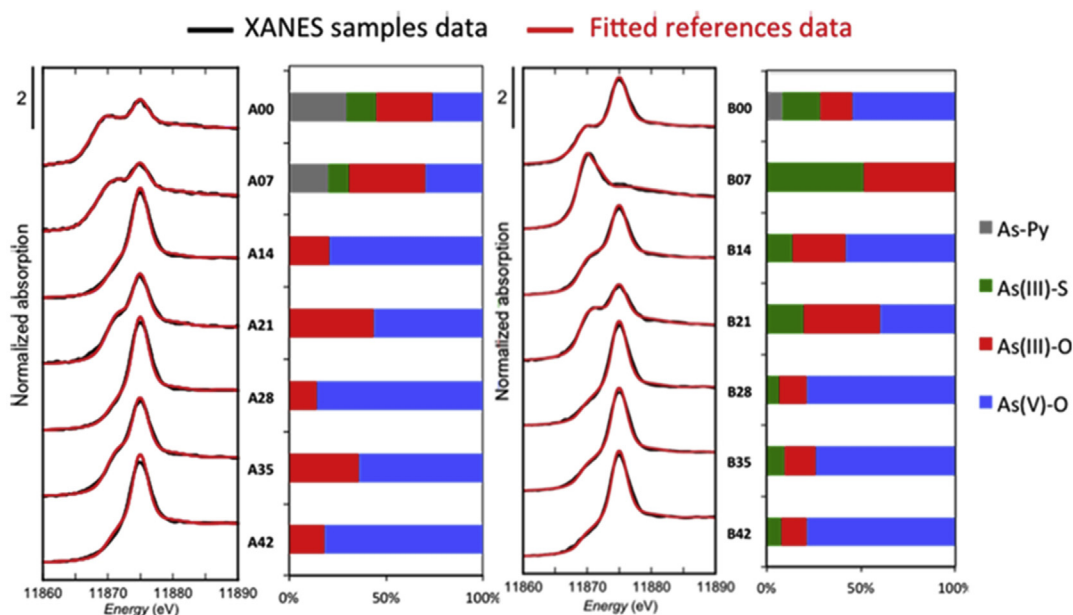 XANES samples data
Fitted references data
2
Normalized absorption
A00
A07
A14
A21
A28
A35
A42
11860 11870 11880 11890
Energy (eV)
0% 50% 100%
2
Normalized absorption
B00
B07
B14
B21
B28
B35
B42
11860 11870 11880 11890
Energy (eV)
0% 50% 100%
As-Py
As(III)-S
As(III)-O
As(V)-O